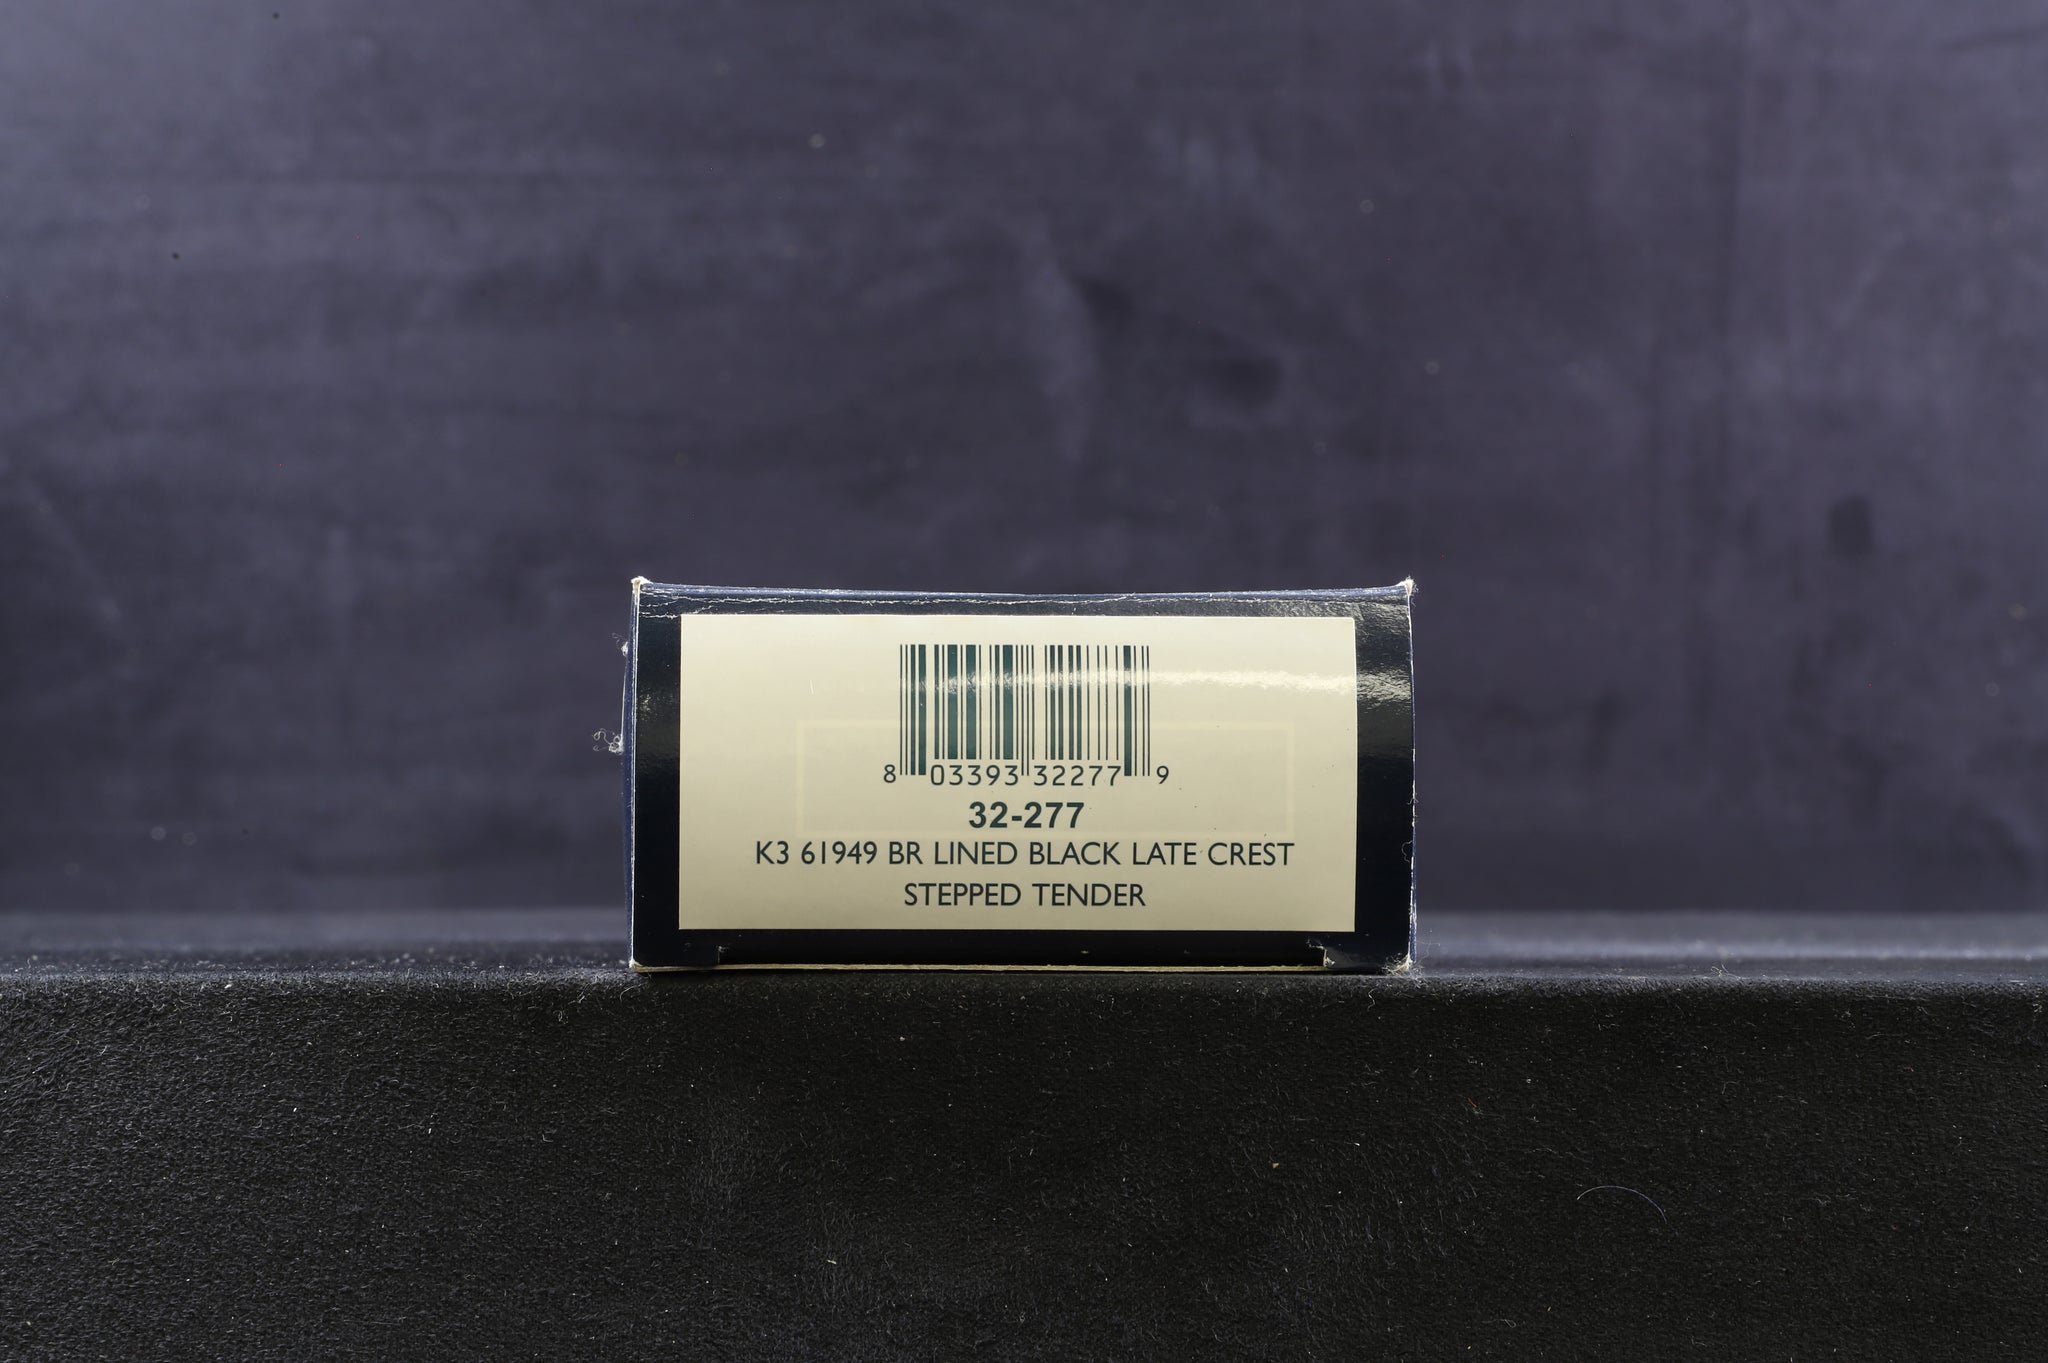 8 03393 32277 9
32-277
K3 61949 BR LINED BLACK LATE CREST
STEPPED TENDER